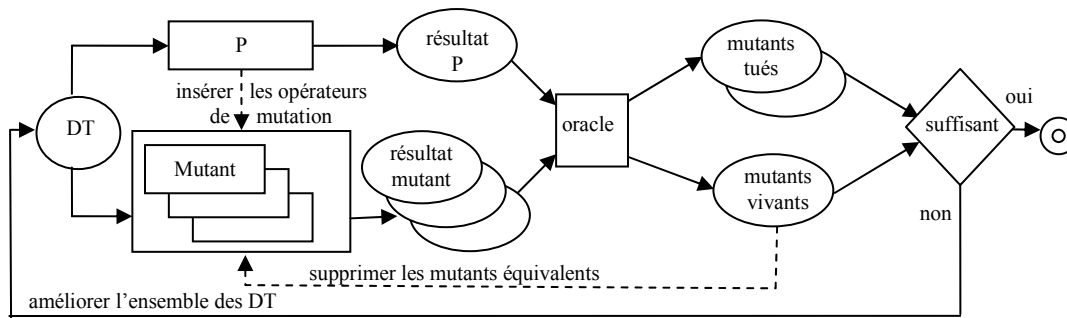 P
résultat
P
mutants
tués
insérer les opérateurs
de mutation
DT
oracle
suffisant
oui
Mutant
résultat
mutant
mutants
vivants
non
supprimer les mutants équivalents
améliorer l’ensemble des DT